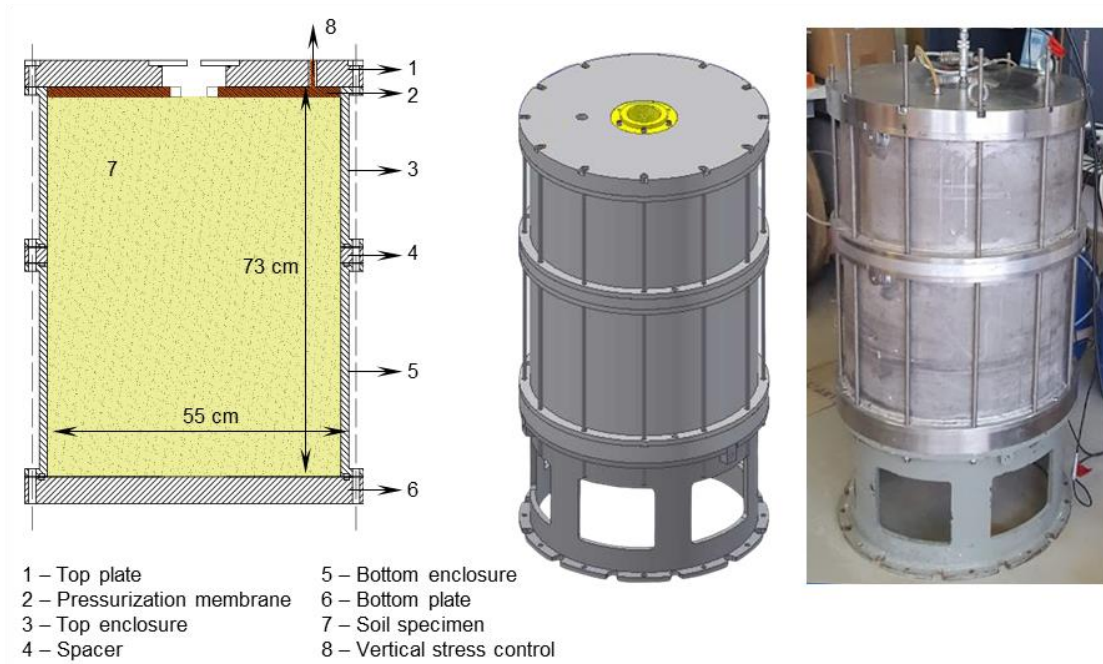 8
1
2
7
3
73 cm
4
5
55 cm
6
1 – Top plate
2 – Pressurization membrane
3 – Top enclosure
4 – Spacer
5 – Bottom enclosure
6 – Bottom plate
7 – Soil specimen
8 – Vertical stress control